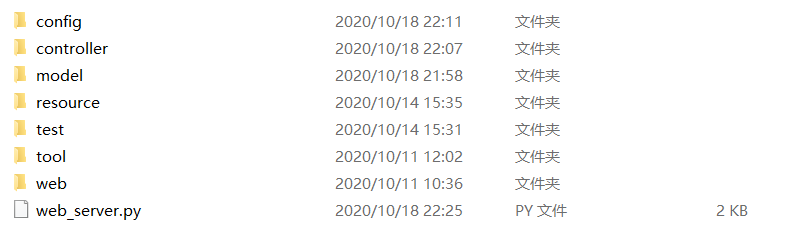 config 2020/10/18 22:11 文件夹
controller 2020/10/18 22:07 文件夹
model 2020/10/18 21:58 文件夹
resource 2020/10/14 15:35 文件夹
test 2020/10/14 15:31 文件夹
tool 2020/10/11 12:02 文件夹
web 2020/10/11 10:36 文件夹
web_server.py 2020/10/18 22:25 PY 文件 2 KB